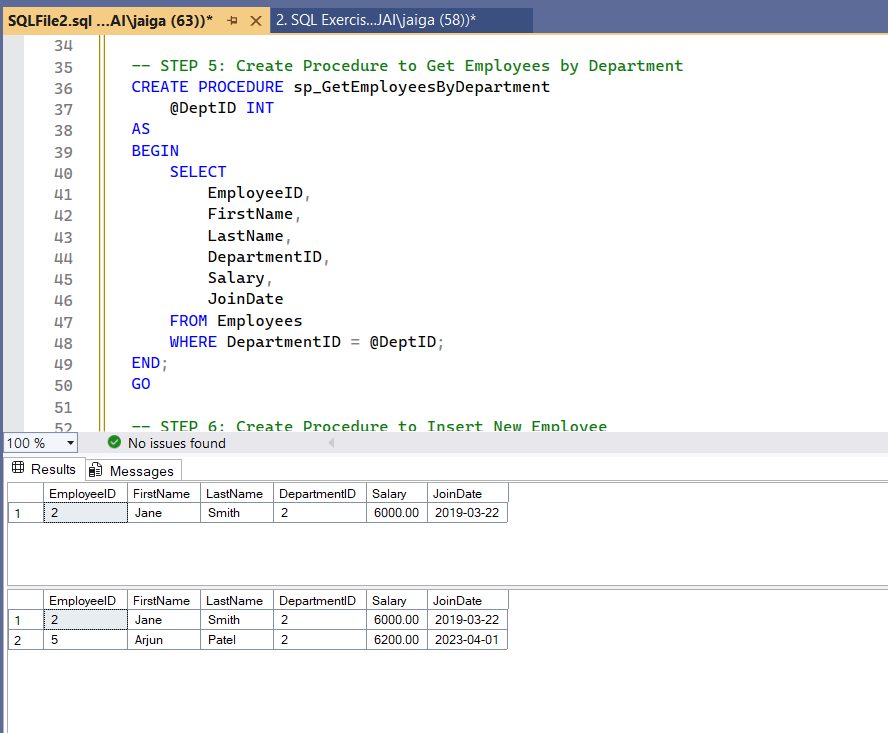 SQLFile2.sql ...AI\jaiga (63))* 2. SQL Exercis...JAI\jaiga (58))*
34
35 -- STEP 5: Create Procedure to Get Employees by Department
36 CREATE PROCEDURE sp_GetEmployeesByDepartment
37 @DeptID INT
38 AS
39 BEGIN
40 SELECT
41 EmployeeID,
42 FirstName,
43 LastName,
44 DepartmentID,
45 Salary,
46 JoinDate
47 FROM Employees
48 WHERE DepartmentID = @DeptID;
49 END;
50 GO
51
52 -- STEP 6: Create Procedure to Insert New Employee
100 % No issues found
Results Messages
EmployeeID FirstName LastName DepartmentID Salary JoinDate
1 2 Jane Smith 2 6000.00 2019-03-22
EmployeeID FirstName LastName DepartmentID Salary JoinDate
1 2 Jane Smith 2 6000.00 2019-03-22
2 5 Arjun Patel 2 6200.00 2023-04-01